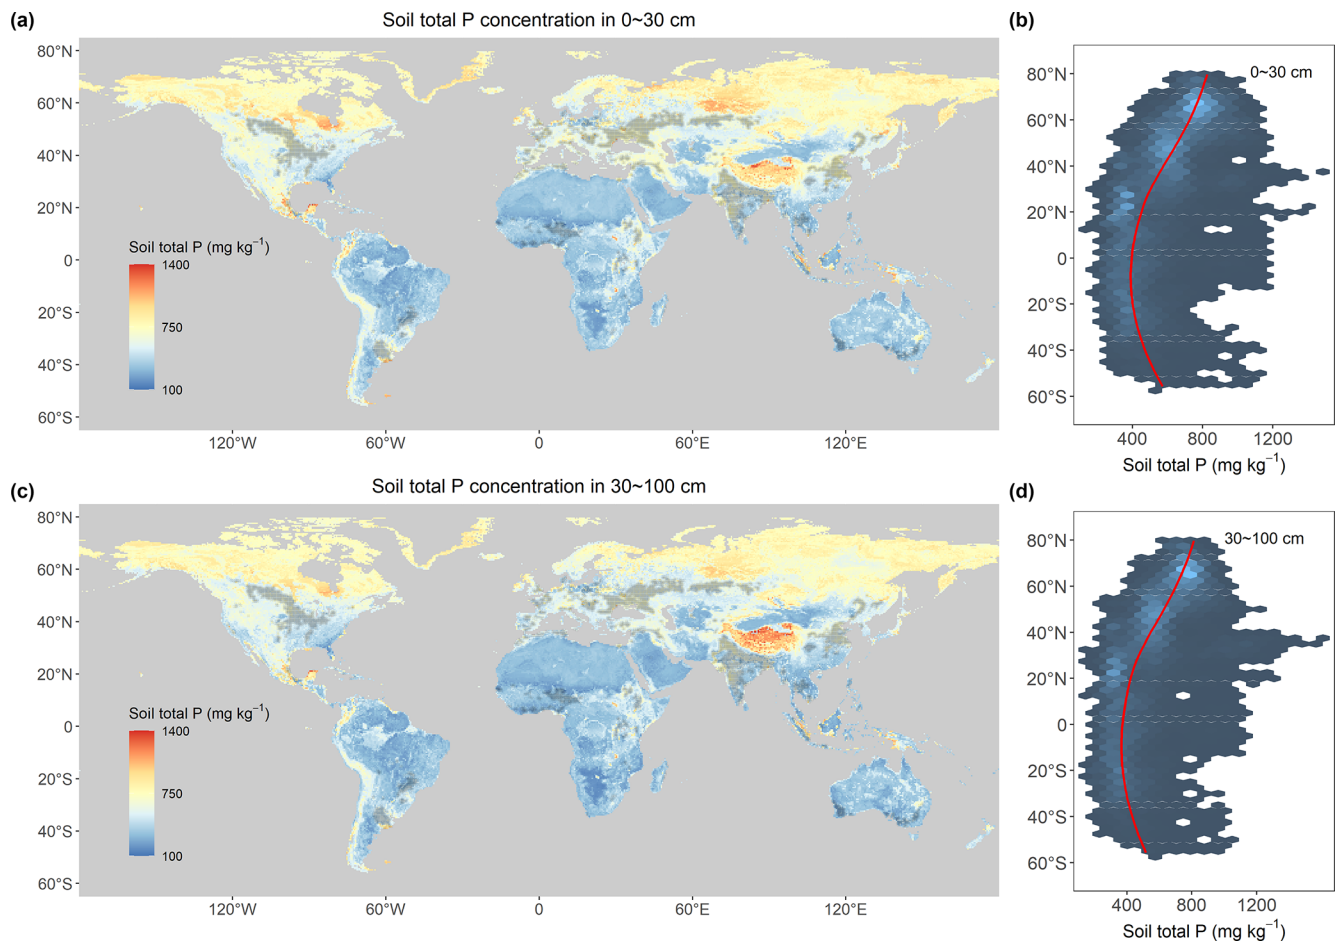 (a)
Soil total P concentration in 0~30 cm
80°N
60°N
40°N
20°N
0
20°S
40°S
60°S
Soil total P (mg kg⁻¹)
1400
750
100
120°W
60°W
0
60°E
120°E
(b)
0~30 cm
80°N
60°N
40°N
20°N
0
20°S
40°S
60°S
400
800
1200
Soil total P (mg kg⁻¹)
(c)
Soil total P concentration in 30~100 cm
80°N
60°N
40°N
20°N
0
20°S
40°S
60°S
Soil total P (mg kg⁻¹)
1400
750
100
120°W
60°W
0
60°E
120°E
(d)
30~100 cm
80°N
60°N
40°N
20°N
0
20°S
40°S
60°S
400
800
1200
Soil total P (mg kg⁻¹)